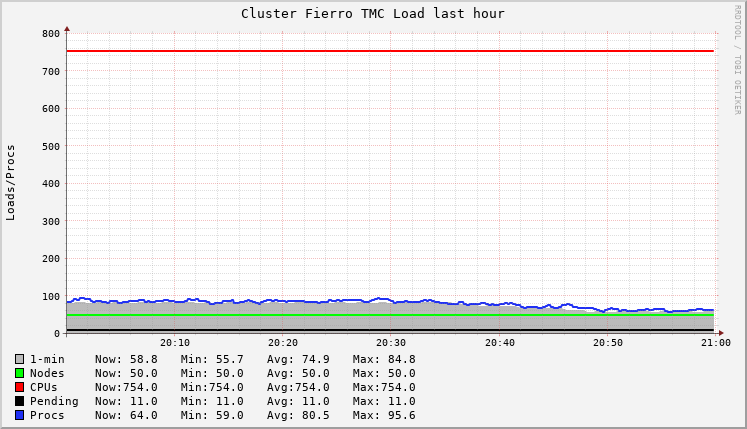 Cluster Fierro TMC Load last hour
RRDTOOL / TOBI OETIKER
Loads/Procs
800
700
600
500
400
300
200
100
0
20:10 20:20 20:30 20:40 20:50 21:00
1-min Now: 58.8 Min: 55.7 Avg: 74.9 Max: 84.8
Nodes Now: 50.0 Min: 50.0 Avg: 50.0 Max: 50.0
CPUs Now:754.0 Min:754.0 Avg:754.0 Max:754.0
Pending Now: 11.0 Min: 11.0 Avg: 11.0 Max: 11.0
Procs Now: 64.0 Min: 59.0 Avg: 80.5 Max: 95.6